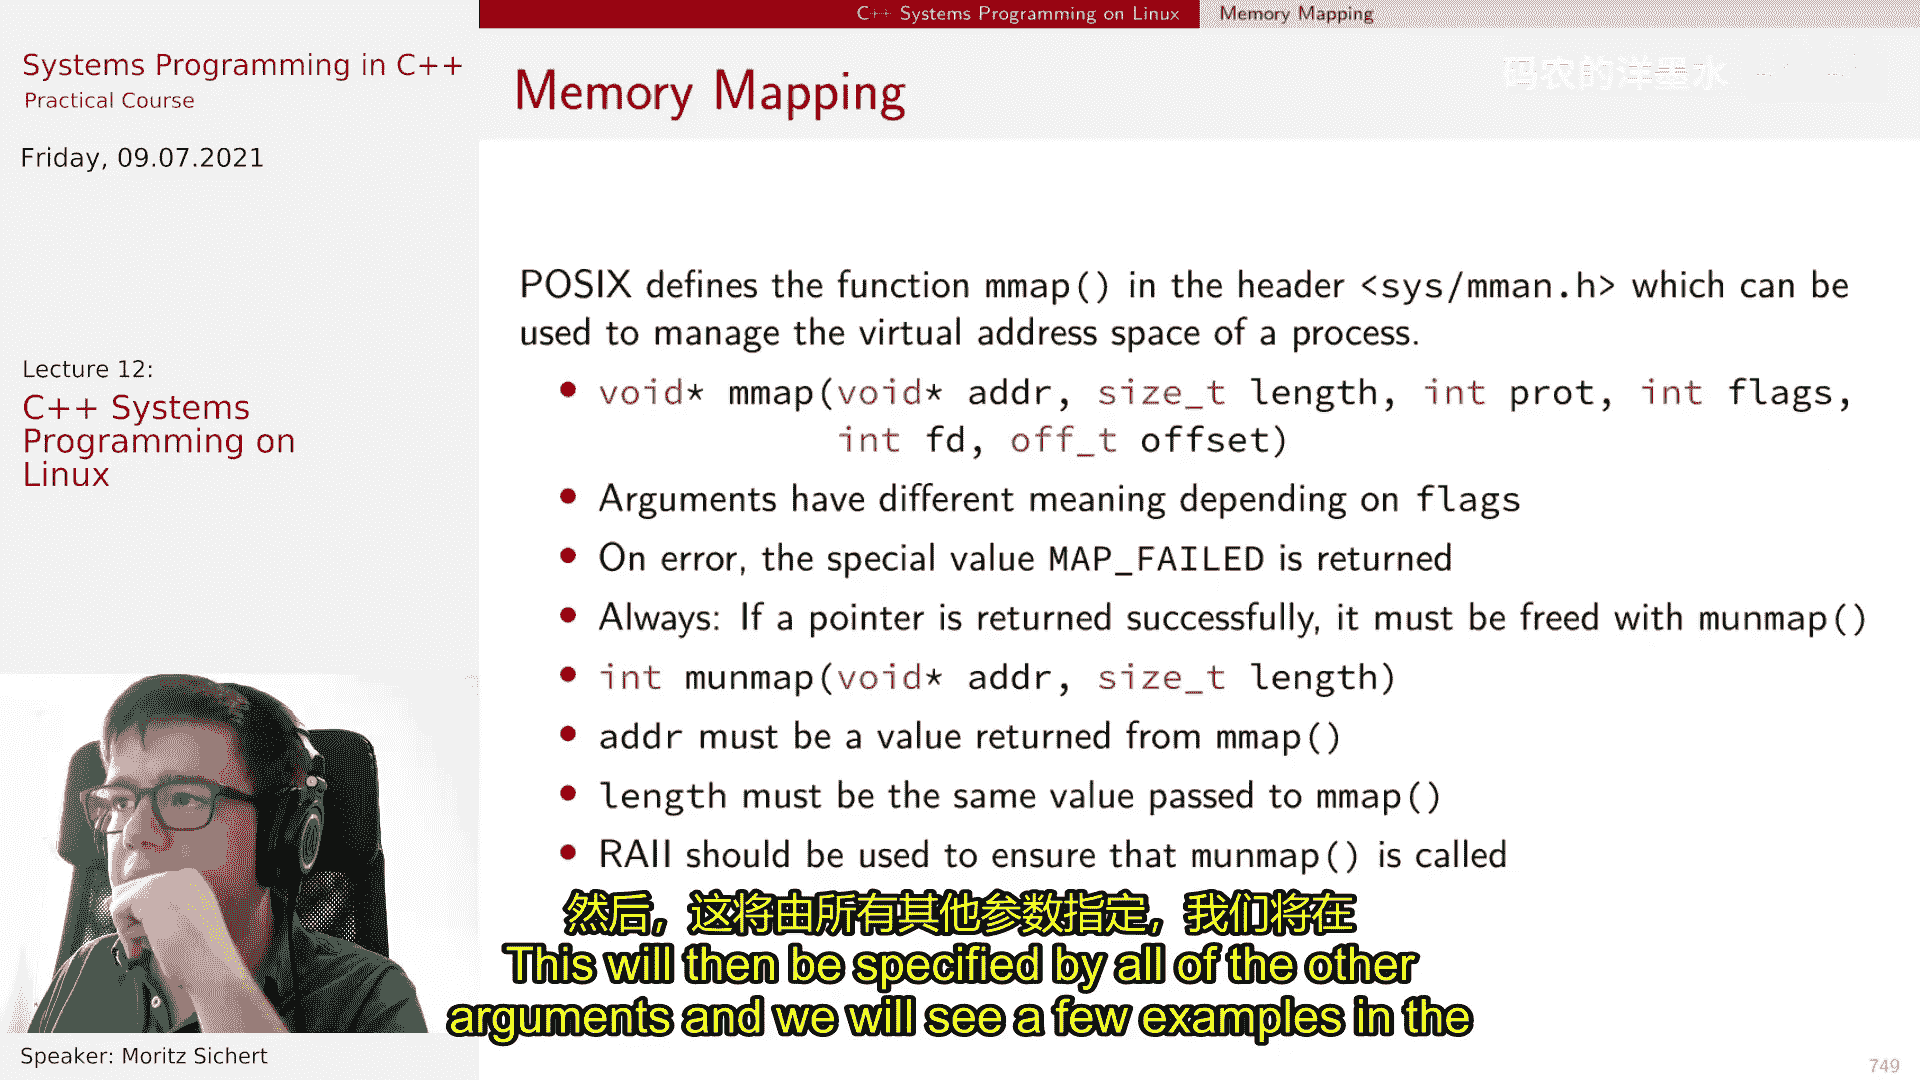 C++ Systems Programming on Linux
Memory Mapping
码农的洋墨水
Systems Programming in C++
Practical Course
Friday, 09.07.2021
Lecture 12:
C++ Systems
Programming on
Linux
Speaker: Moritz Sichert
Memory Mapping
POSIX defines the function mmap() in the header <sys/mman.h> which can be
used to manage the virtual address space of a process.
• void* mmap(void* addr, size_t length, int prot, int flags,
int fd, off_t offset)
• Arguments have different meaning depending on flags
• On error, the special value MAP_FAILED is returned
• Always: If a pointer is returned successfully, it must be freed with munmap()
• int munmap(void* addr, size_t length)
• addr must be a value returned from mmap()
• length must be the same value passed to mmap()
• RAII should be used to ensure that munmap() is called
然后，这将由所有其他参数指定，我们将在
This will then be specified by all of the other
arguments and we will see a few examples in the
749